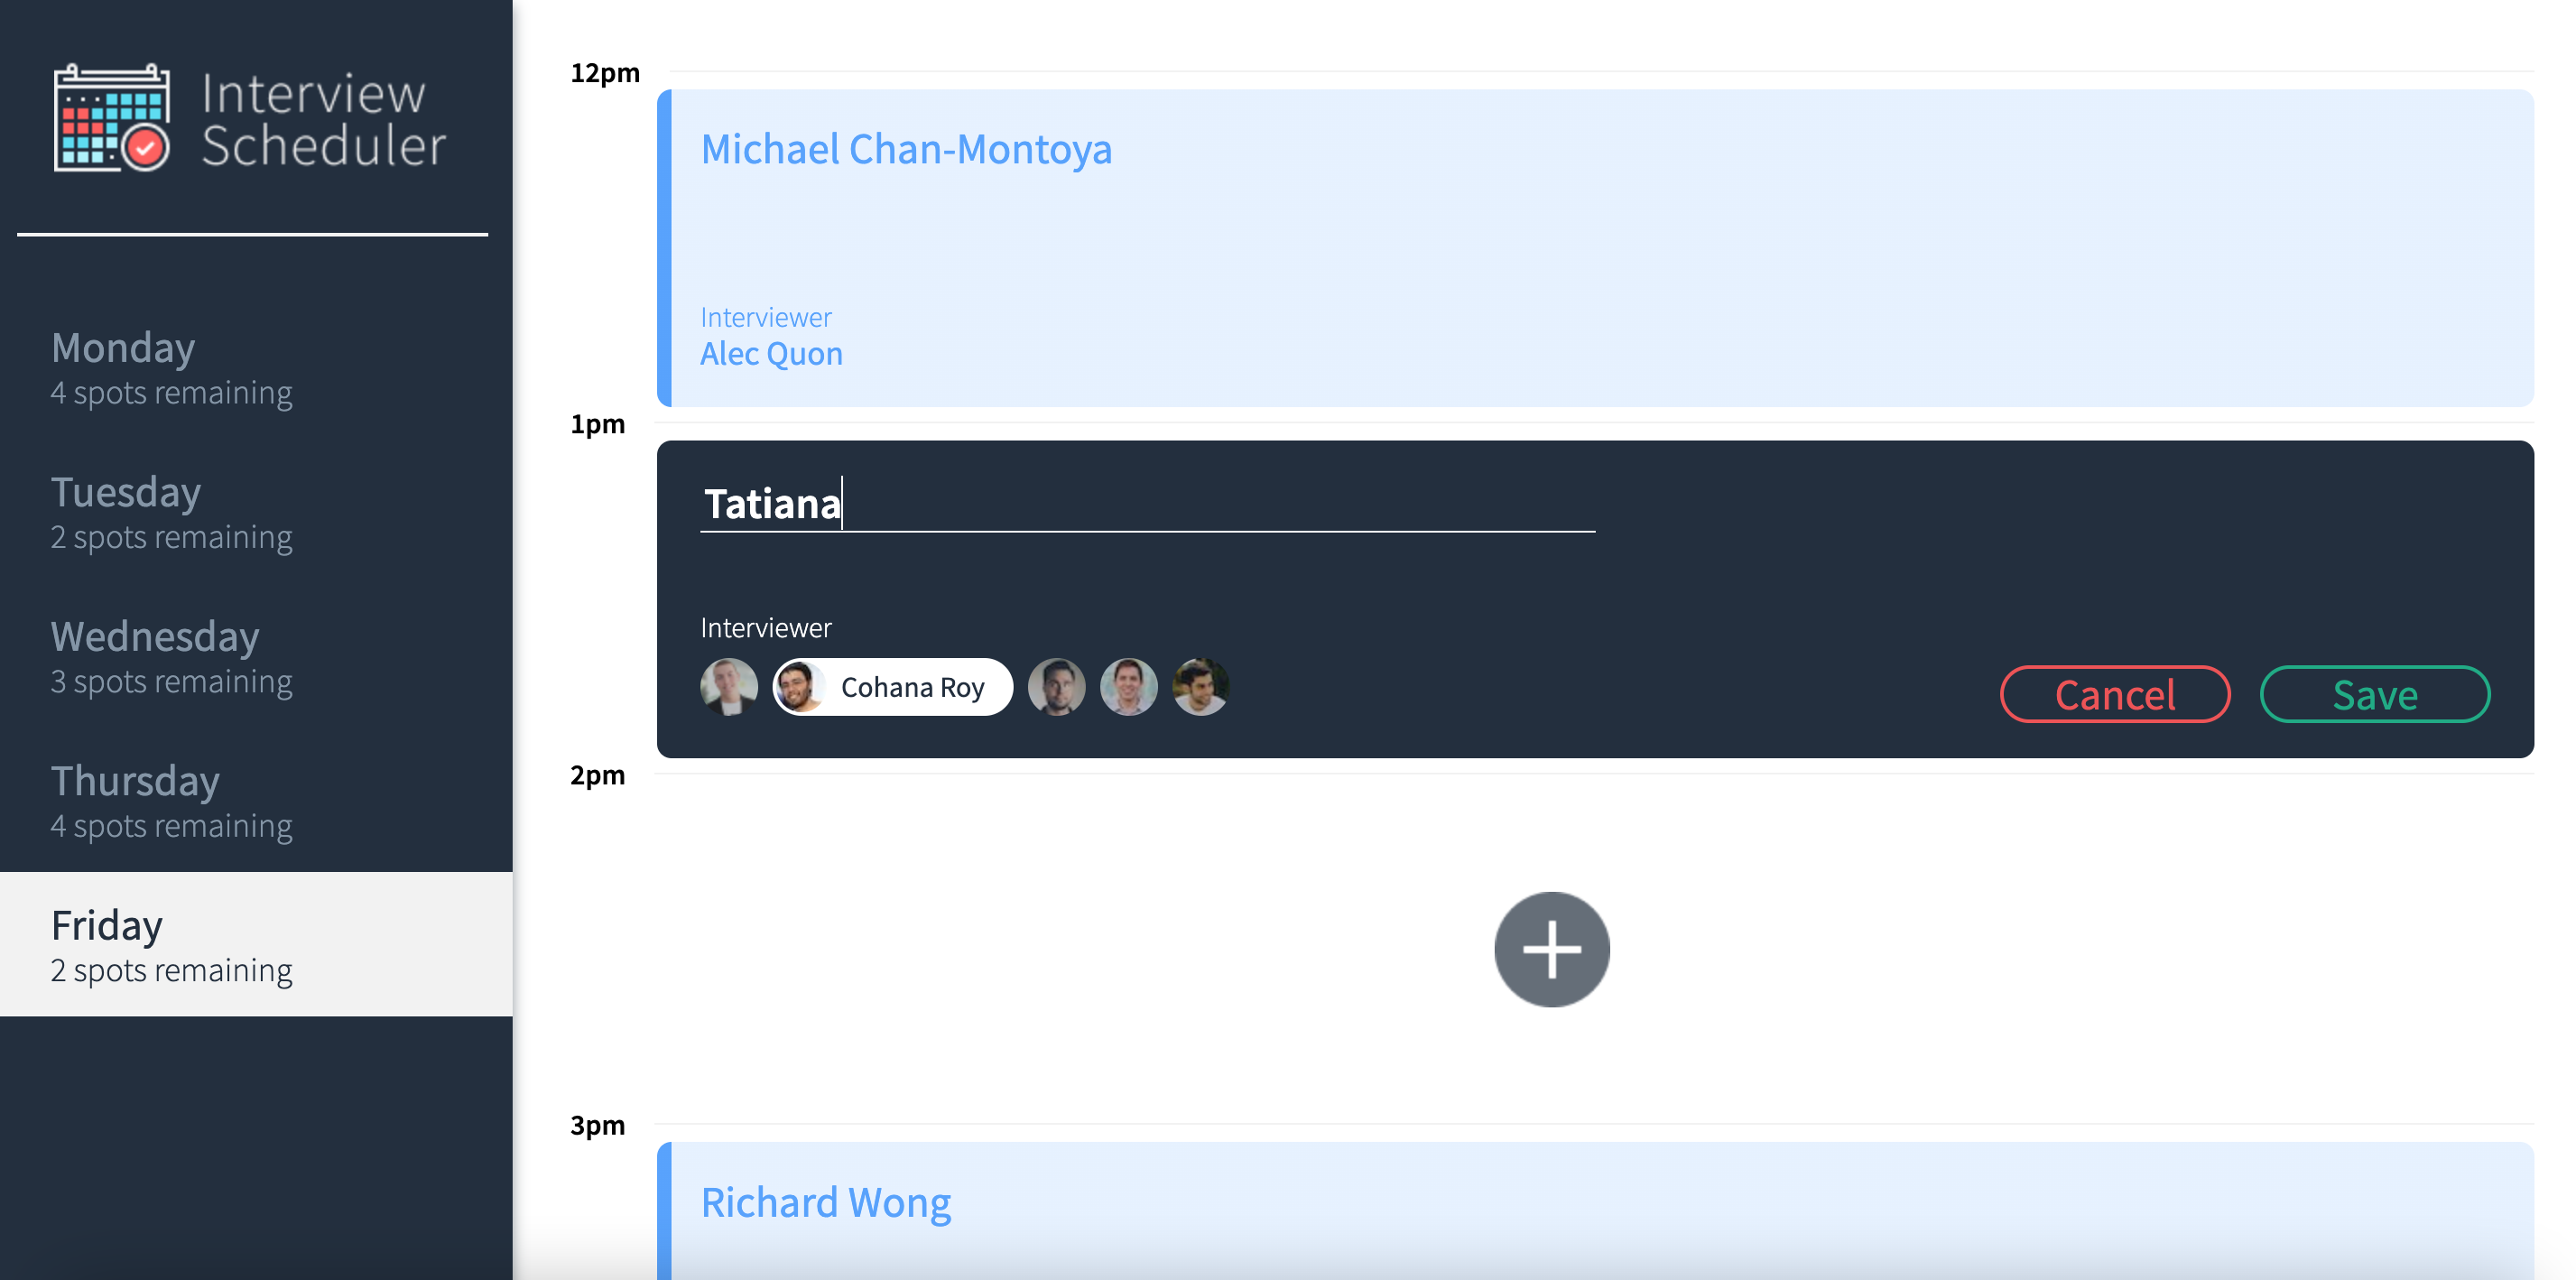 Interview
Scheduler
Monday
4 spots remaining
Tuesday
2 spots remaining
Wednesday
3 spots remaining
Thursday
4 spots remaining
Friday
2 spots remaining
12pm
Michael Chan-Montoya
Interviewer
Alec Quon
1pm
Tatiana
Interviewer
Cohana Roy
Cancel
Save
2pm
3pm
Richard Wong